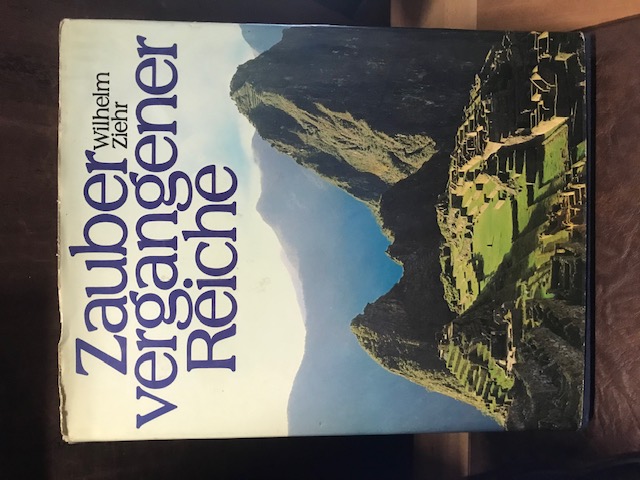 Zauber
Wilhelm
Ziehr
vergangener
Reiche